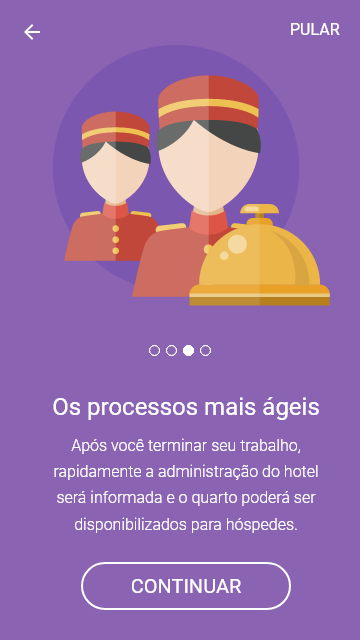 PULAR
Os processos mais ágeis
Após você terminar seu trabalho,
rapidamente a administração do hotel
será informada e o quarto poderá ser
disponibilizados para hóspedes.
CONTINUAR